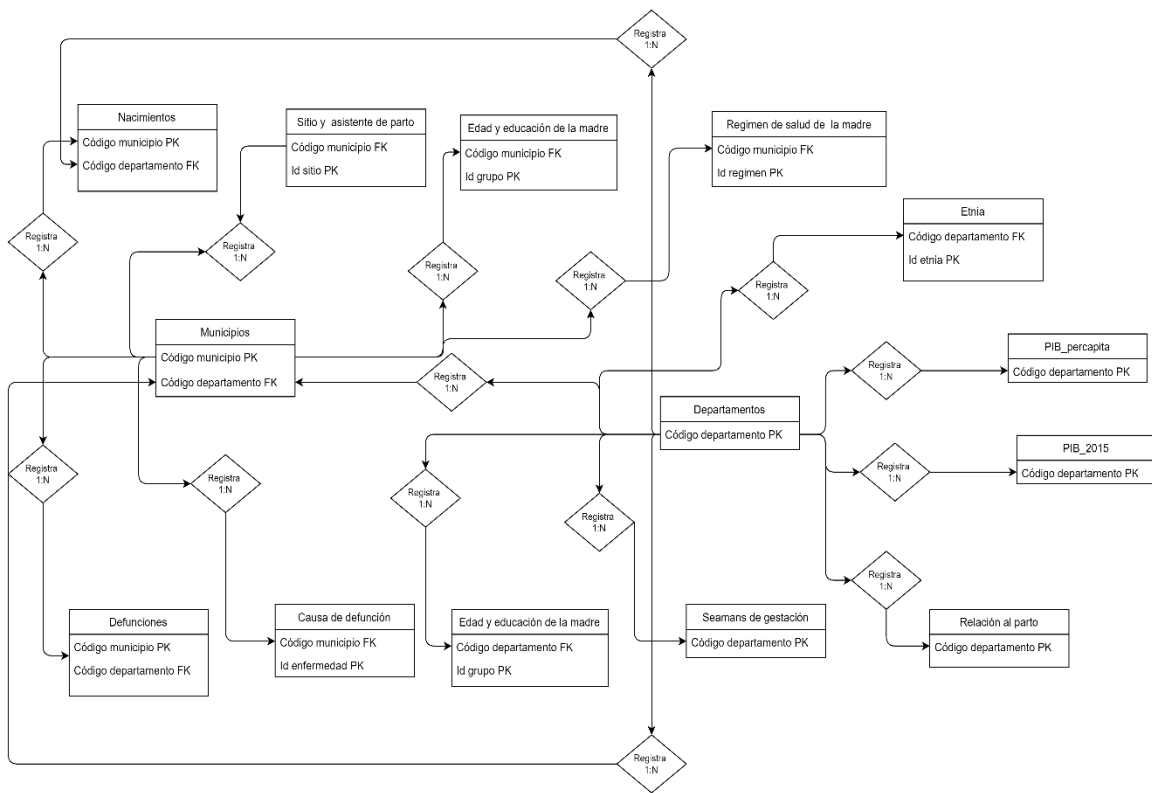 Registra
1:N
Nacimientos
Código municipio PK
Código departamento FK
Sitio y asistente de parto
Código municipio FK
Id sitio PK
Edad y educación de la madre
Código municipio FK
Id grupo PK
Regimen de salud de la madre
Código municipio FK
Id regimen PK
Etnia
Código departamento FK
Id etnia PK
Registra
1:N
Registra
1:N
Registra
1:N
Registra
1:N
Registra
1:N
Municipios
Código municipio PK
Código departamento FK
Registra
1:N
Registra
1:N
PIB_percapita
Código departamento PK
Departamentos
Código departamento PK
Registra
1:N
Registra
1:N
Registra
1:N
Registra
1:N
Registra
1:N
PIB_2015
Código departamento PK
Registra
1:N
Defunciones
Código municipio PK
Código departamento FK
Causa de defunción
Código municipio FK
Id enfermedad PK
Edad y educación de la madre
Código departamento FK
Id grupo PK
Seamans de gestación
Código departamento PK
Registra
1:N
Relación al parto
Código departamento PK
Registra
1:N